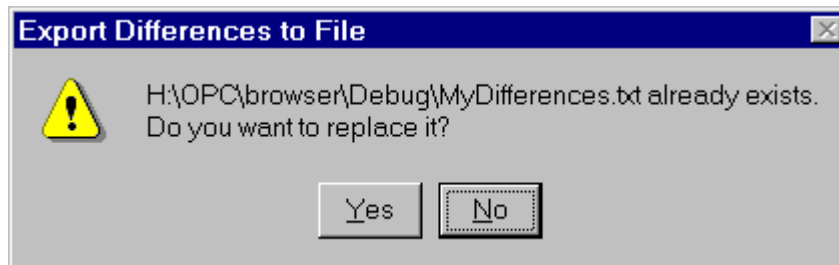 Export Differences to File
H:\OPC\browser\Debug\MyDifferences.txt already exists.
Do you want to replace it?
Yes No